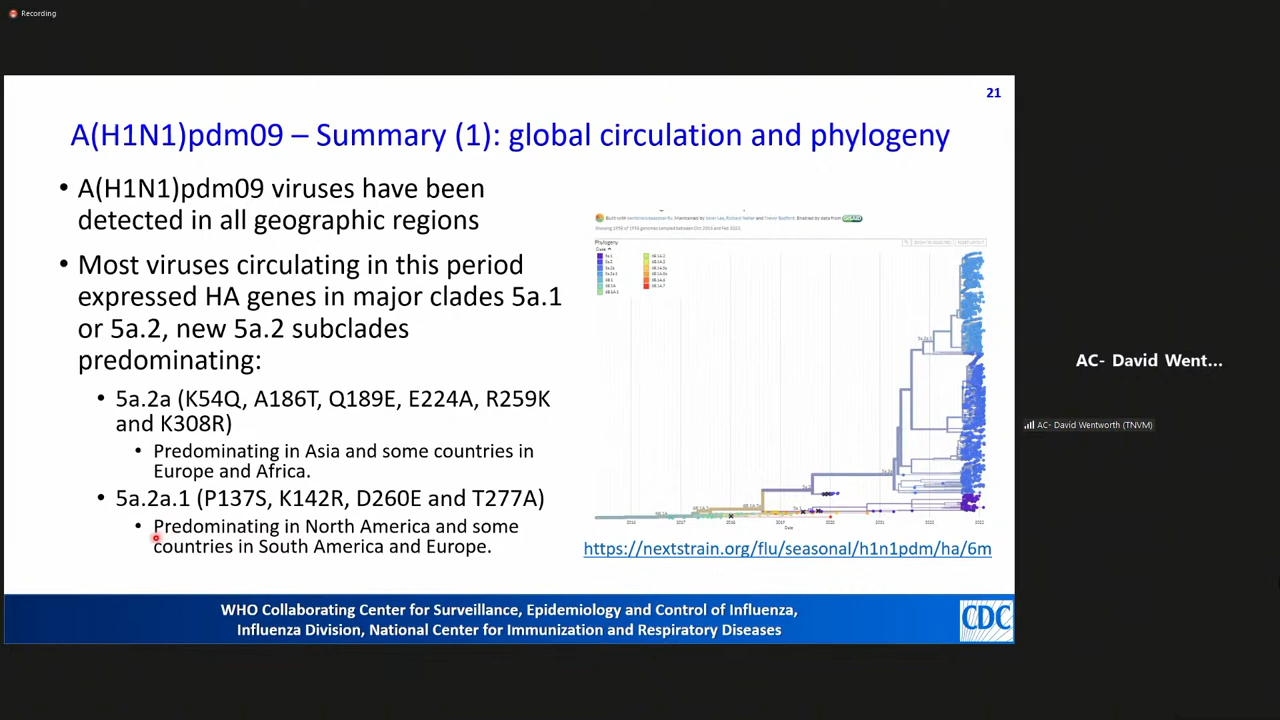 Recording
21
A(H1N1)pdm09 – Summary (1): global circulation and phylogeny
• A(H1N1)pdm09 viruses have been
detected in all geographic regions
• Most viruses circulating in this period
expressed HA genes in major clades 5a.1
or 5a.2, new 5a.2 subclades
predominating:
• 5a.2a (K54Q, A186T, Q189E, E224A, R259K
and K308R)
• Predominating in Asia and some countries in
Europe and Africa.
• 5a.2a.1 (P137S, K142R, D260E and T277A)
• Predominating in North America and some
countries in South America and Europe.
Phylogeny
Date
https://nextstrain.org/flu/seasonal/h1n1pdm/ha/6m
WHO Collaborating Center for Surveillance, Epidemiology and Control of Influenza,
Influenza Division, National Center for Immunization and Respiratory Diseases
CDC
AC- David Went...
AC- David Wentworth (TNVM)